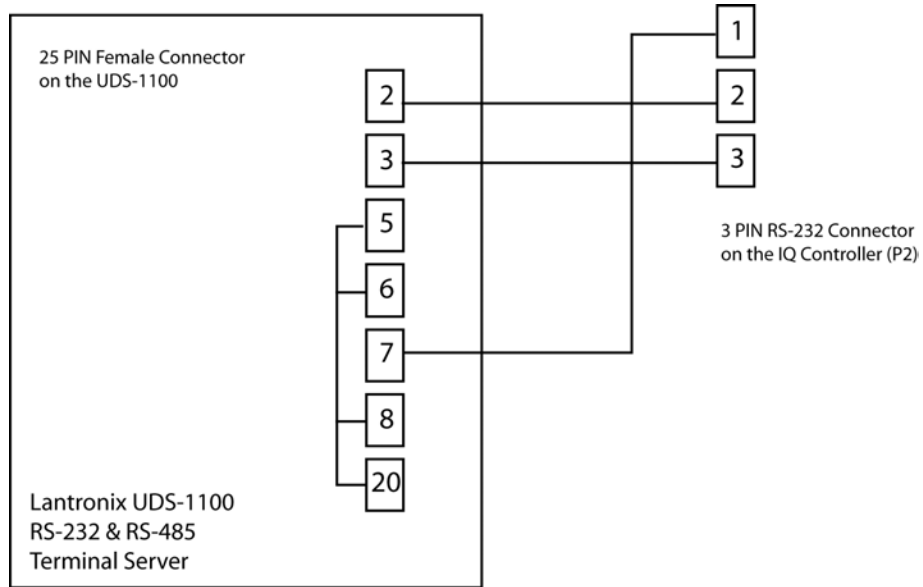 25 PIN Female Connector
on the UDS-1100
2
3
5
6
7
8
20
Lantronix UDS-1100
RS-232 & RS-485
Terminal Server
1
2
3
3 PIN RS-232 Connector
on the IQ Controller (P2)